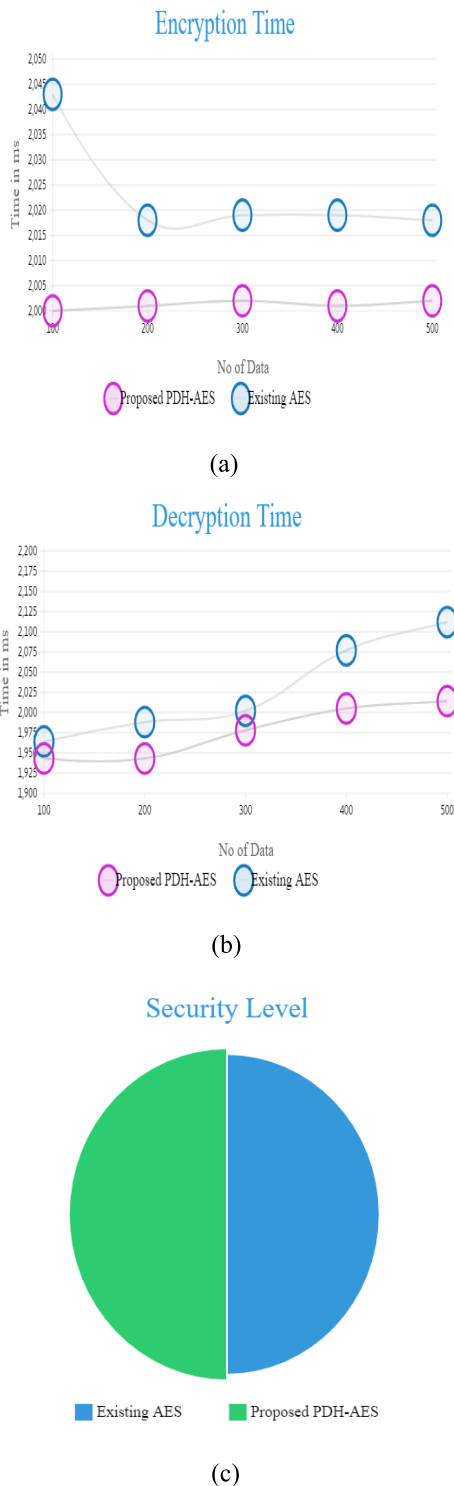 Encryption Time
2,050
2,045
2,040
2,035
2,030
2,025
2,020
2,015
2,010
2,005
2,000
Time in ms
100 200 300 400 500
No of Data
Proposed PDH-AES Existing AES
(a)
Decryption Time
2,200
2,175
2,150
2,125
2,100
2,075
2,050
2,025
2,000
1,975
1,950
1,925
1,900
Time in ms
100 200 300 400 500
No of Data
Proposed PDH-AES Existing AES
(b)
Security Level
Existing AES Proposed PDH-AES
(c)